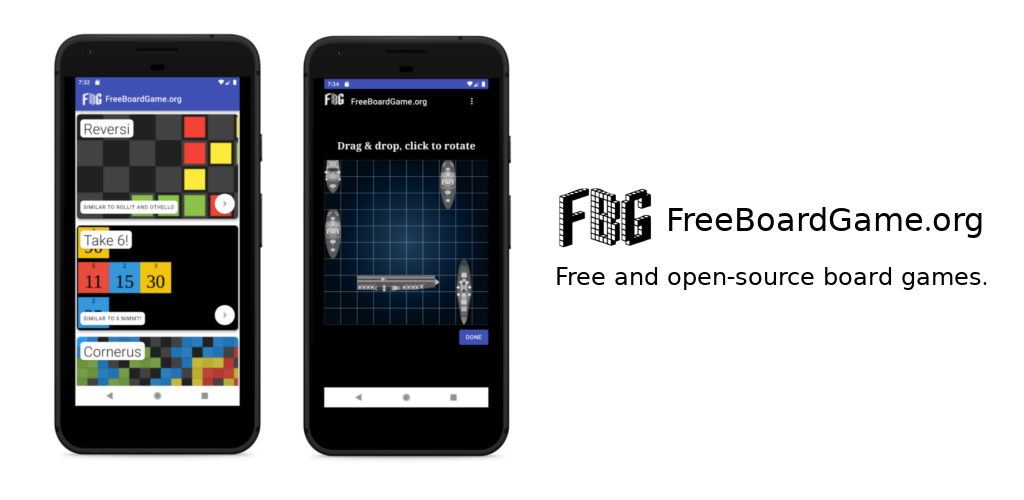 7:32
FBG FreeBoardGame.org
Reversi
SIMILAR TO ROLLIT AND OTHELLO
Take 6!
5 2 3
11 15 30
2
SIMILAR TO 6 NIMMT!
Cornerus
7:34
FBG FreeBoardGame.org
Drag & drop, click to rotate
DONE
FBG FreeBoardGame.org
Free and open-source board games.